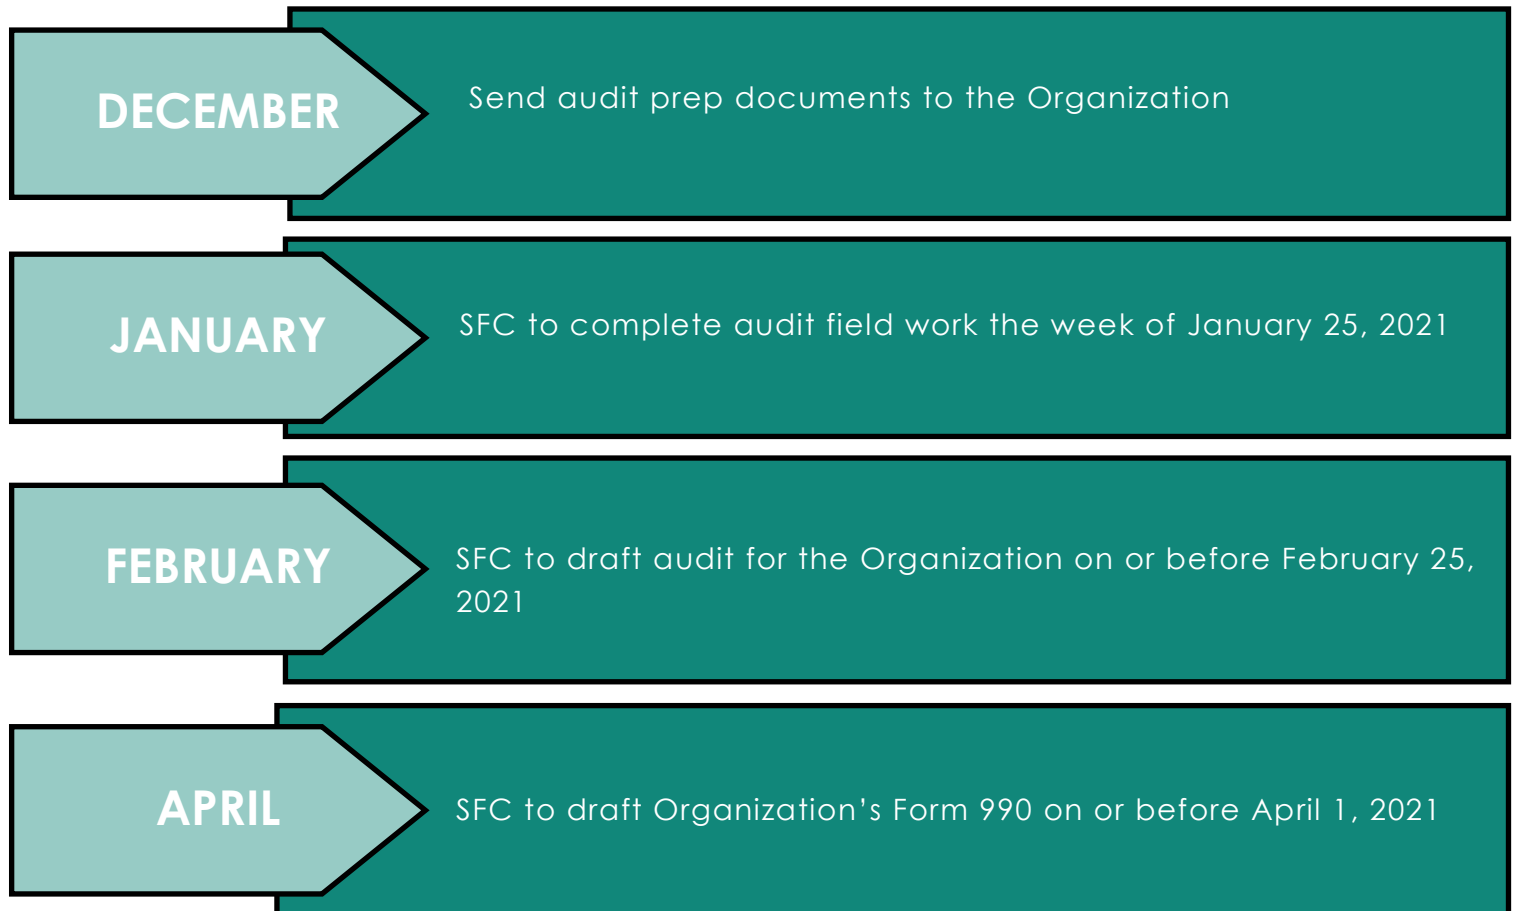 DECEMBER
Send audit prep documents to the Organization
JANUARY
SFC to complete audit field work the week of January 25, 2021
FEBRUARY
SFC to draft audit for the Organization on or before February 25,
2021
APRIL
SFC to draft Organization’s Form 990 on or before April 1, 2021